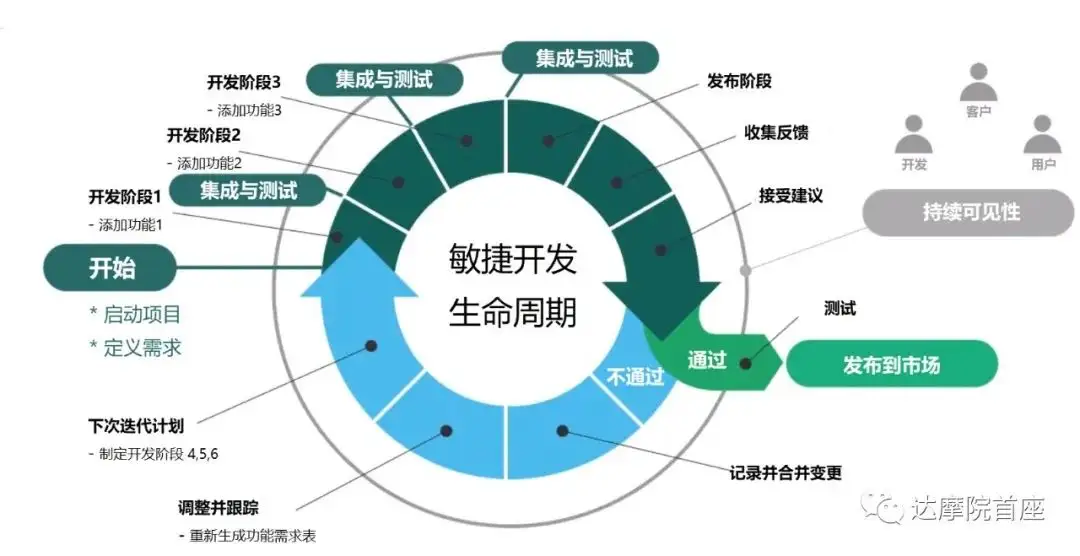 集成与测试
开发阶段3
- 添加功能3
集成与测试
发布阶段
开发阶段2
- 添加功能2
收集反馈
客户
开发
用户
开发阶段1
- 添加功能1
集成与测试
接受建议
持续可见性
开始
* 启动项目
* 定义需求
敏捷开发
生命周期
测试
通过
不通过
发布到市场
下次迭代计划
- 制定开发阶段 4,5,6
记录并合并变更
调整并跟踪
- 重新生成功能需求表
达摩院首座